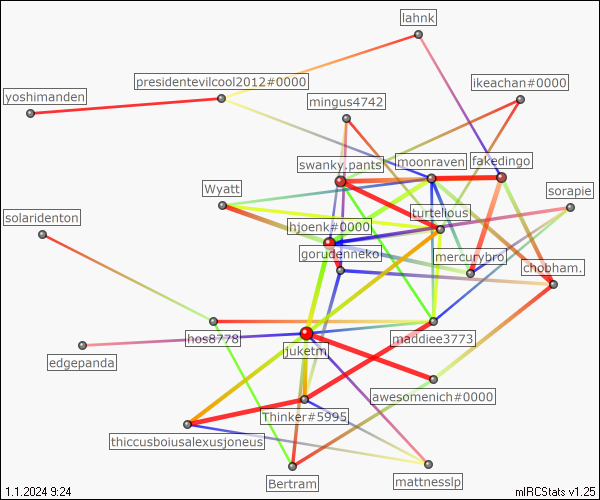 lahnk
presidentevilcool2012#0000
ikeachan#0000
yoshimanden
mingus4742
swanky.pants
moonraven
fakedingo
Wyatt
sorapie
solaridenton
turtelious
hjoenk#0000
gorudenneko
mercurybro
chobham.
hos8778
maddiee3773
juketm
edgepanda
awesomenich#0000
Thinker#5995
thiccusboiusalexusjoneus
Bertram
mattnesslp
1.1.2024 9:24
mIRCStats v1.25